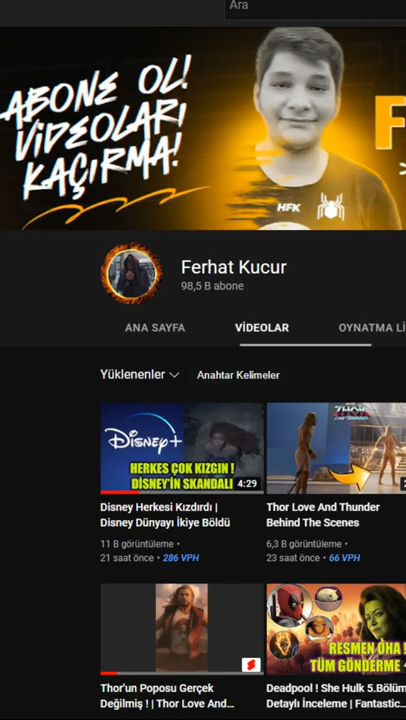 Ara
ABONE OL!
VİDEOLARI
KAÇIRMA!
F
HFK
Ferhat Kucur
98,5 B abone
ANA SAYFA VİDEOLAR OYNATMA Lİ
Yüklenenler Anahtar Kelimeler
Disney+
HERKES ÇOK KIZGIN !
DİSNEY'İN SKANDALI 4:29
THOR
Disney Herkesi Kızdırdı |
Disney Dünyayı İkiye Böldü
11 B görüntüleme •
21 saat önce • 286 VPH
Thor Love And Thunder
Behind The Scenes
6,3 B görüntüleme •
23 saat önce • 66 VPH
RESMEN OHA !
TÜM GÖNDERME
Thor'un Poposu Gerçek
Değilmiş ! | Thor Love And...
Deadpool ! She Hulk 5.Bölüm
Detaylı İnceleme | Fantastic...